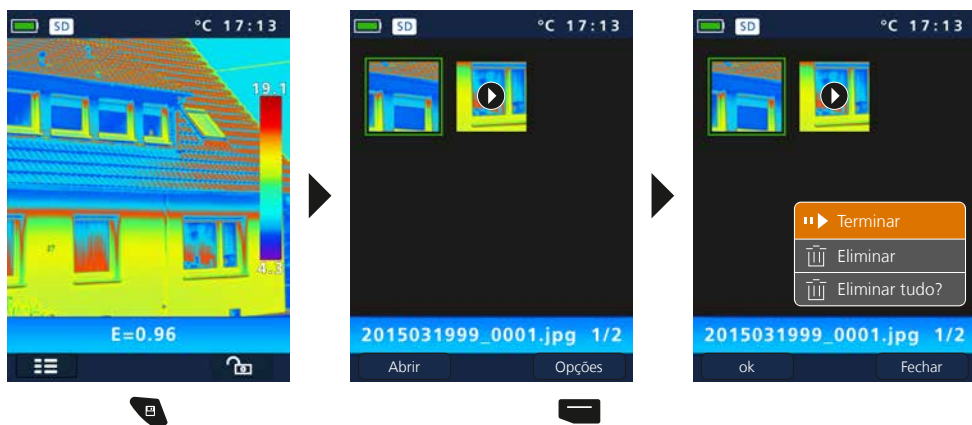 SD °C 17:13
19.1
4.3
E=0.96
SD °C 17:13
2015031999_0001.jpg 1/2
Abrir Opções
SD °C 17:13
Terminar
Eliminar
Eliminar tudo?
2015031999_0001.jpg 1/2
ok Fechar